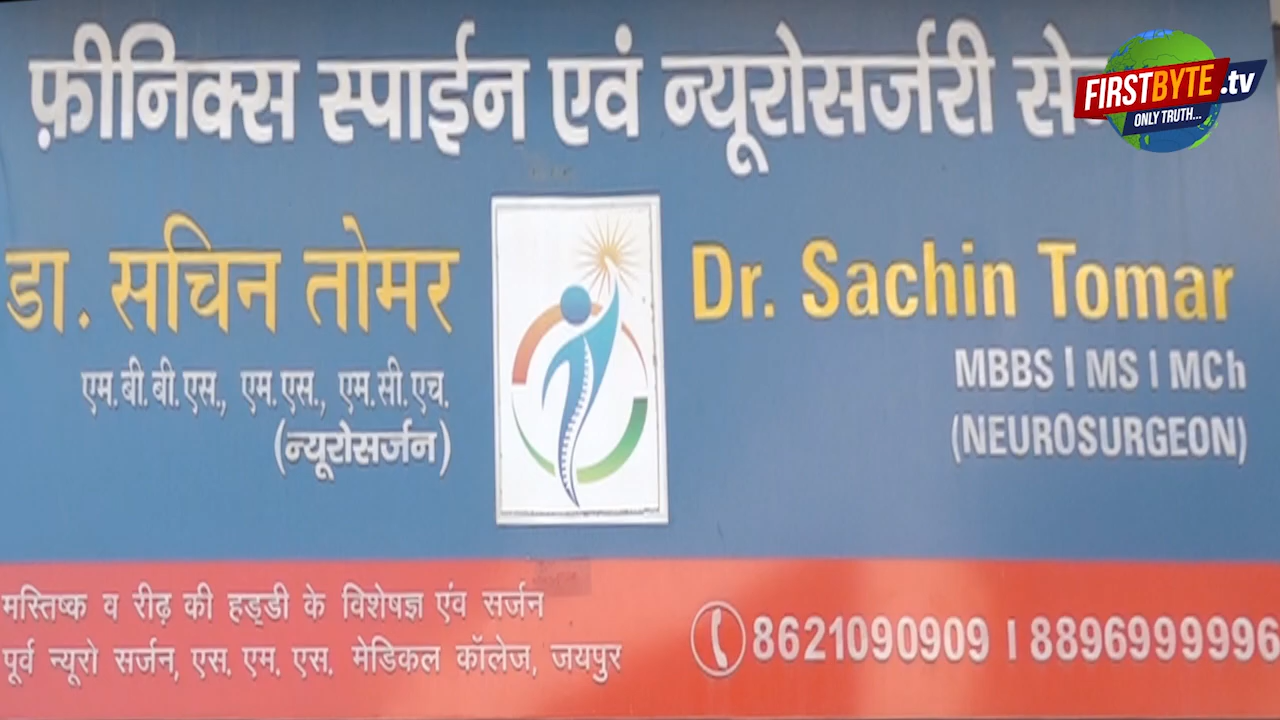 फ़ीनिक्स स्पाईन एवं न्यूरोसर्जरी
FIRSTBYTE.tv
ONLY TRUTH...
डा. सचिन तोमर
एम.बी.बी.एस., एम.एस., एम.सी.एच.
(न्यूरोसर्जन)
Dr. Sachin Tomar
MBBS | MS | MCh
(NEUROSURGEON)
मस्तिष्क व रीढ़ की हड्डी के विशेषज्ञ एंव सर्जन
पूर्व न्यूरो सर्जन, एस. एम. एस. मेडिकल कॉलेज, जयपुर
8621090909 | 8896999996